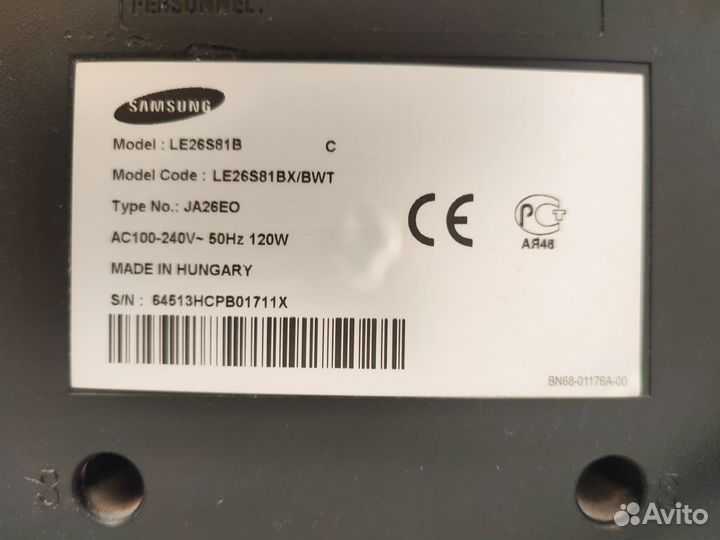 PERSONNEL.
SAMSUNG
Model : LE26S81B C
Model Code : LE26S81BX/BWT
Type No.: JA26EO
AC100-240V~ 50Hz 120W
MADE IN HUNGARY
S/N : 64513HCPB01711X
CE
РСТ
АЯ46
BN68-01176A-00
Avito